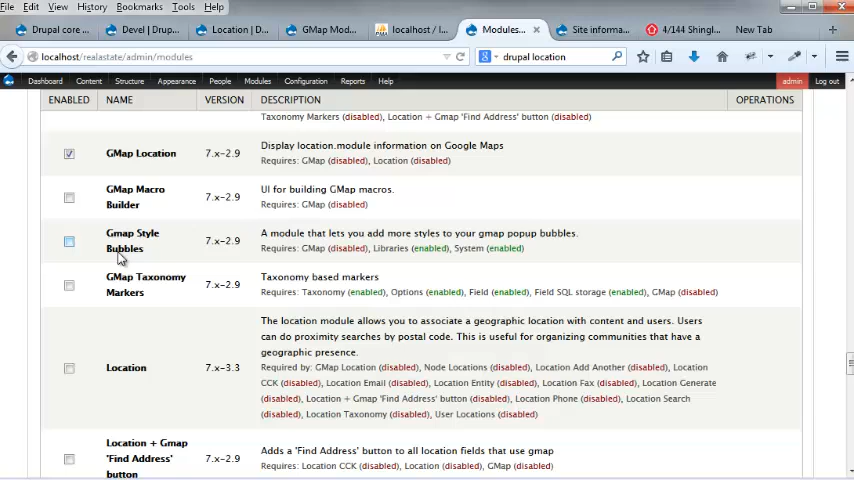 File Edit View History Bookmarks Tools Help
Drupal core ... Devel | Drup... Location | D... GMap Mod... localhost / l... Modules... Site informa... 4/144 Shingl... New Tab
localhost/realastate/admin/modules drupal location
Dashboard Content Structure Appearance People Modules Configuration Reports Help admin Log out
ENABLED NAME VERSION DESCRIPTION OPERATIONS
Taxonomy Markers (disabled), Location + Gmap 'Find Address' button (disabled)
GMap Location 7.x-2.9 Display location.module information on Google Maps
Requires: GMap (disabled), Location (disabled)
GMap Macro Builder 7.x-2.9 UI for building GMap macros.
Requires: GMap (disabled)
Gmap Style Bubbles 7.x-2.9 A module that lets you add more styles to your gmap popup bubbles.
Requires: GMap (disabled), Libraries (enabled), System (enabled)
GMap Taxonomy Markers 7.x-2.9 Taxonomy based markers
Requires: Taxonomy (enabled), Options (enabled), Field (enabled), Field SQL storage (enabled), GMap (disabled)
Location 7.x-3.3 The location module allows you to associate a geographic location with content and users. Users
can do proximity searches by postal code. This is useful for organizing communities that have a
geographic presence.
Required by: GMap Location (disabled), Node Locations (disabled), Location Add Another (disabled), Location
CCK (disabled), Location Email (disabled), Location Entity (disabled), Location Fax (disabled), Location Generate
(disabled), Location + Gmap 'Find Address' button (disabled), Location Phone (disabled), Location Search
(disabled), Location Taxonomy (disabled), User Locations (disabled)
Location + Gmap 'Find Address' button 7.x-2.9 Adds a 'Find Address' button to all location fields that use gmap
Requires: Location CCK (disabled), Location (disabled), GMap (disabled)